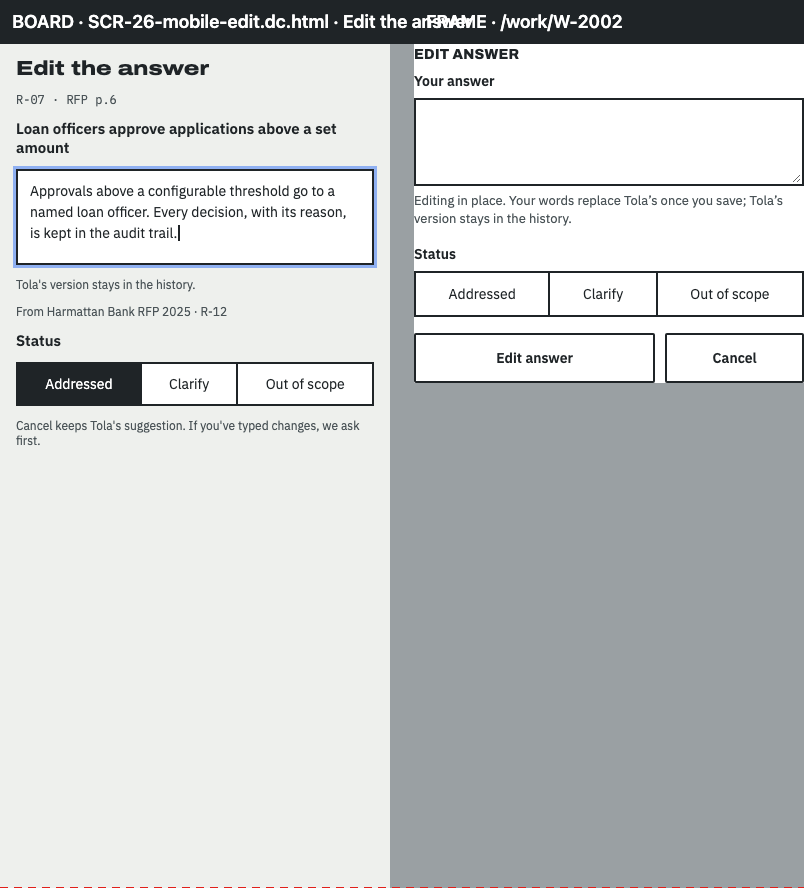 BOARD · SCR-26-mobile-edit.dc.html · Edit the answer
FRAME · /work/W-2002
Edit the answer
R-07 · RFP p.6
Loan officers approve applications above a set
amount
Approvals above a configurable threshold go to a
named loan officer. Every decision, with its reason,
is kept in the audit trail.
Tola's version stays in the history.
From Harmattan Bank RFP 2025 · R-12
Status
Addressed
Clarify
Out of scope
Cancel keeps Tola's suggestion. If you've typed changes, we ask
first.
EDIT ANSWER
Your answer
Editing in place. Your words replace Tola’s once you save; Tola’s
version stays in the history.
Status
Addressed
Clarify
Out of scope
Edit answer
Cancel